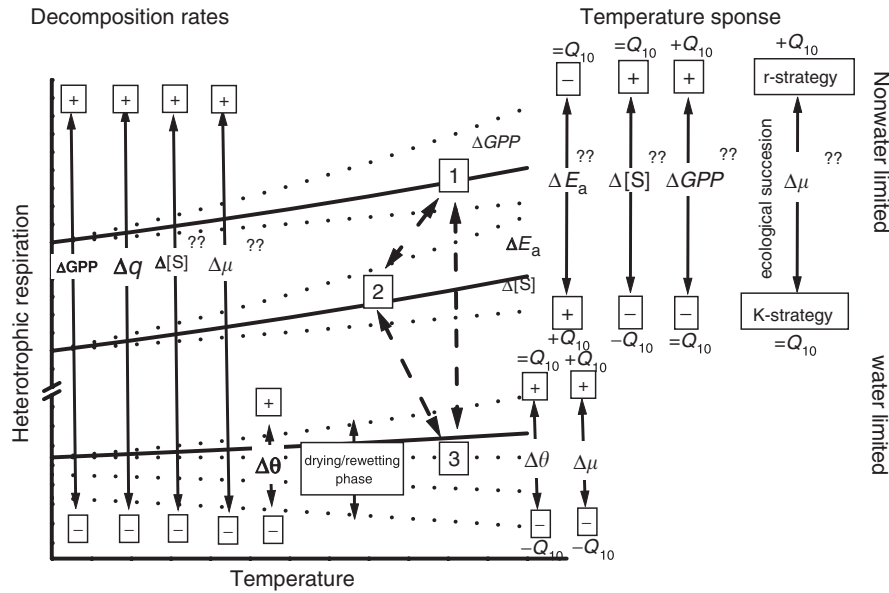 Decomposition rates
Temperature sponse
=Q10 =Q10 +Q10 +Q10
+ + + + − + + r-strategy
Nonwater limited
ΔGPP
1
?? ?? ?? ??
ΔEa Δ[S] ΔGPP Δμ
ecological succesion
?? ??
ΔGPP Δq Δ[S] Δμ
ΔEa
Δ[S]
2
+ − − K-strategy
+Q10 −Q10 =Q10 =Q10
Heterotrophic respiration
=Q10 +Q10
+ + +
water limited
Δθ
drying/rewetting
phase
3
Δθ Δμ
− − − − − − −
−Q10 −Q10
Temperature